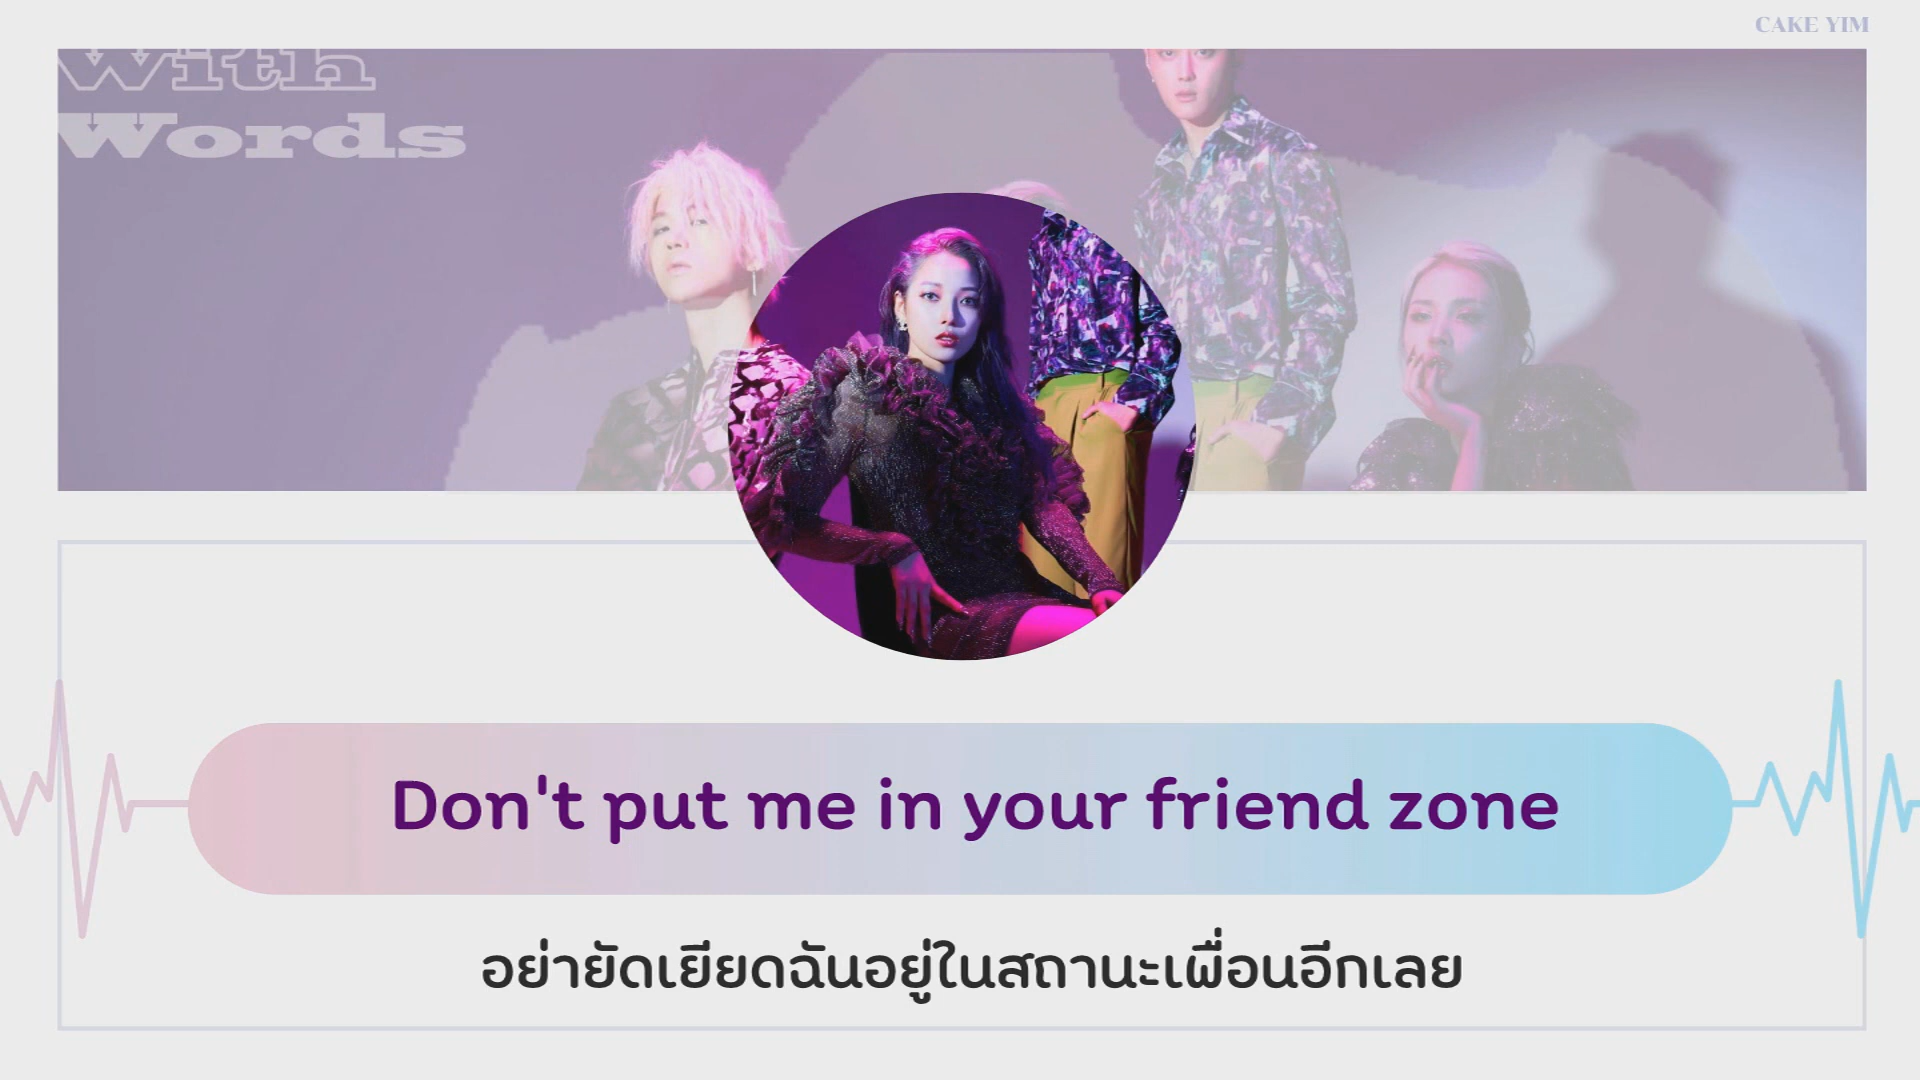 CAKE YIM
With
Words
Don't put me in your friend zone
อย่ายัดเยียดฉันอยู่ในสถานะเพื่อนอีกเลย